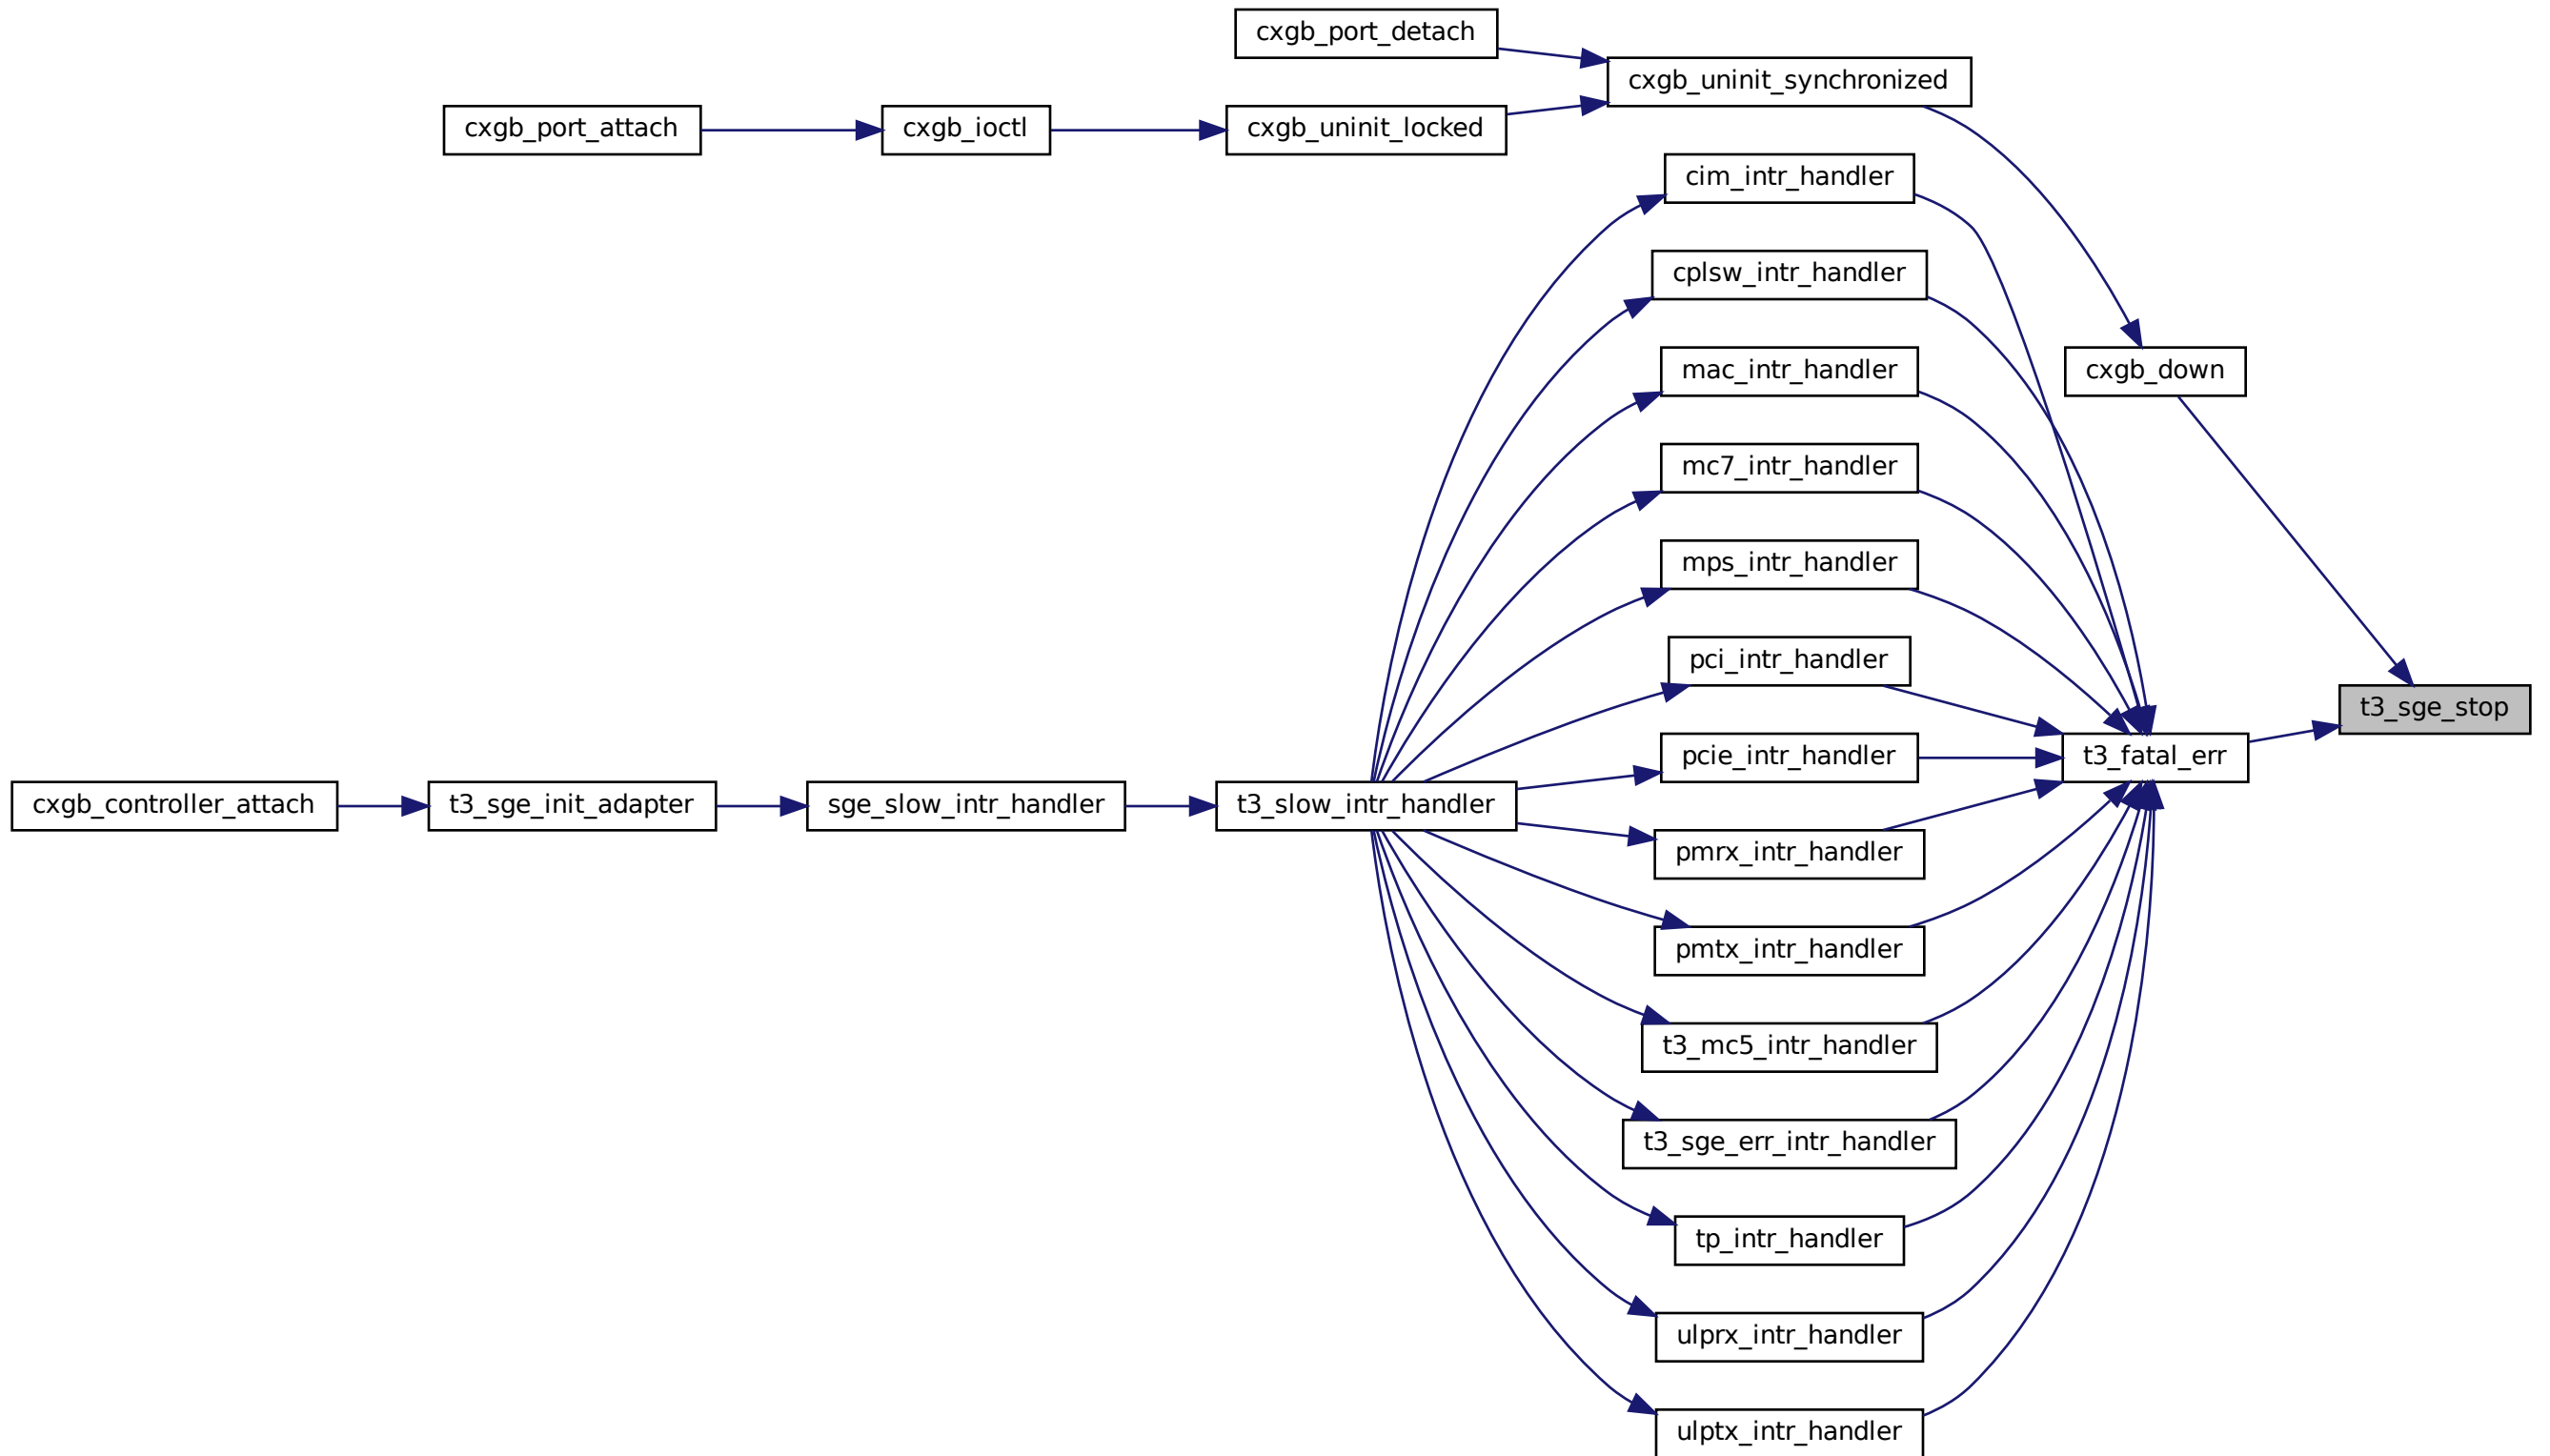 cxgb_port_detach
cxgb_uninit_synchronized
cxgb_port_attach
cxgb_ioctl
cxgb_uninit_locked
cim_intr_handler
cplsw_intr_handler
mac_intr_handler
cxgb_down
mc7_intr_handler
mps_intr_handler
pci_intr_handler
t3_sge_stop
pcie_intr_handler
t3_fatal_err
cxgb_controller_attach
t3_sge_init_adapter
sge_slow_intr_handler
t3_slow_intr_handler
pmrx_intr_handler
pmtx_intr_handler
t3_mc5_intr_handler
t3_sge_err_intr_handler
tp_intr_handler
ulprx_intr_handler
ulptx_intr_handler